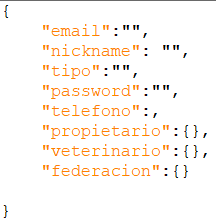 {
"email":"",
"nickname": "",
"tipo":"",
"password":"",
"telefono":,
"propietario":{},
"veterinario":{},
"federacion":{}
}